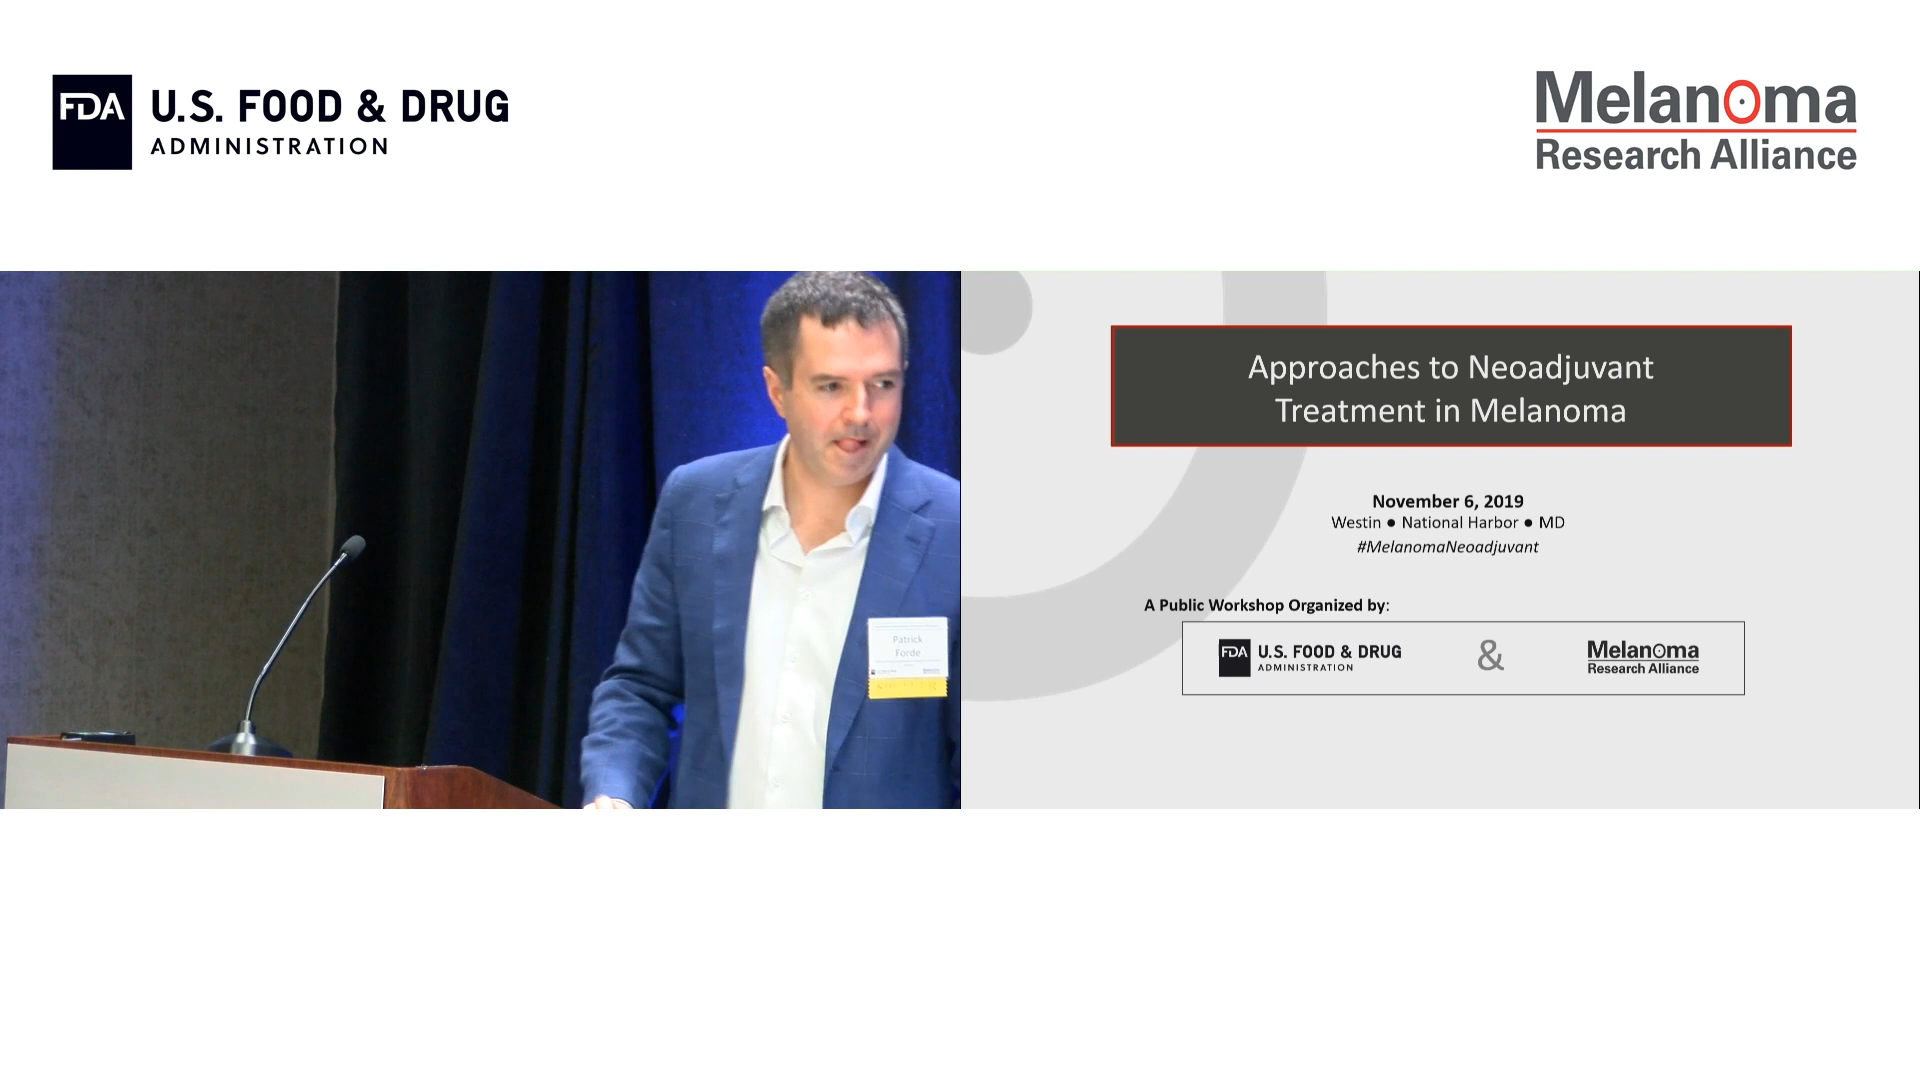 FDA U.S. FOOD & DRUG
ADMINISTRATION
Melanoma
Research Alliance
Patrick
Forde
Approaches to Neoadjuvant
Treatment in Melanoma
November 6, 2019
Westin ● National Harbor ● MD
#MelanomaNeoadjuvant
A Public Workshop Organized by:
FDA U.S. FOOD & DRUG
ADMINISTRATION
&
Melanoma
Research Alliance